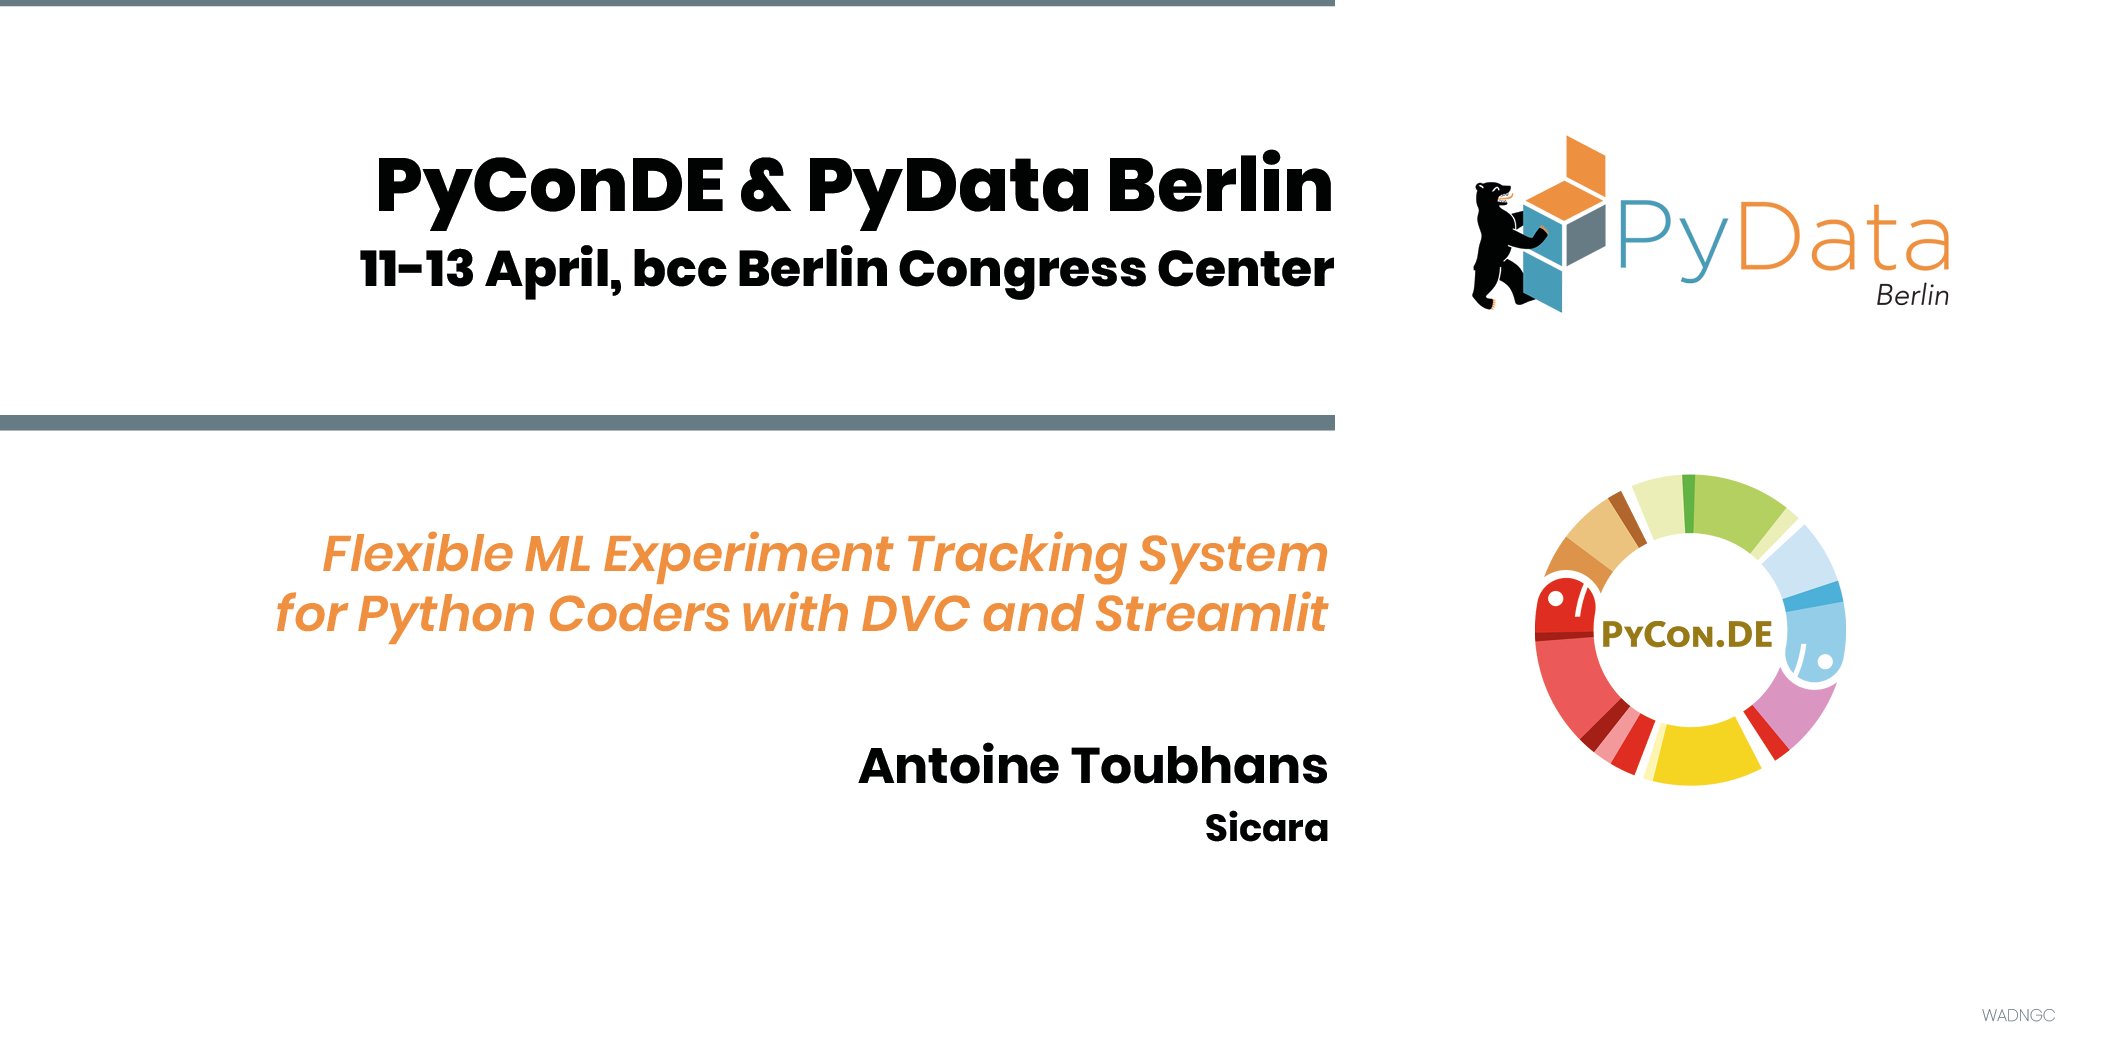 PyConDE & PyData Berlin
11-13 April, bcc Berlin Congress Center
PyData
Berlin
Flexible ML Experiment Tracking System
for Python Coders with DVC and Streamlit
PyCon.DE
Antoine Toubhans
Sicara
WADNGC